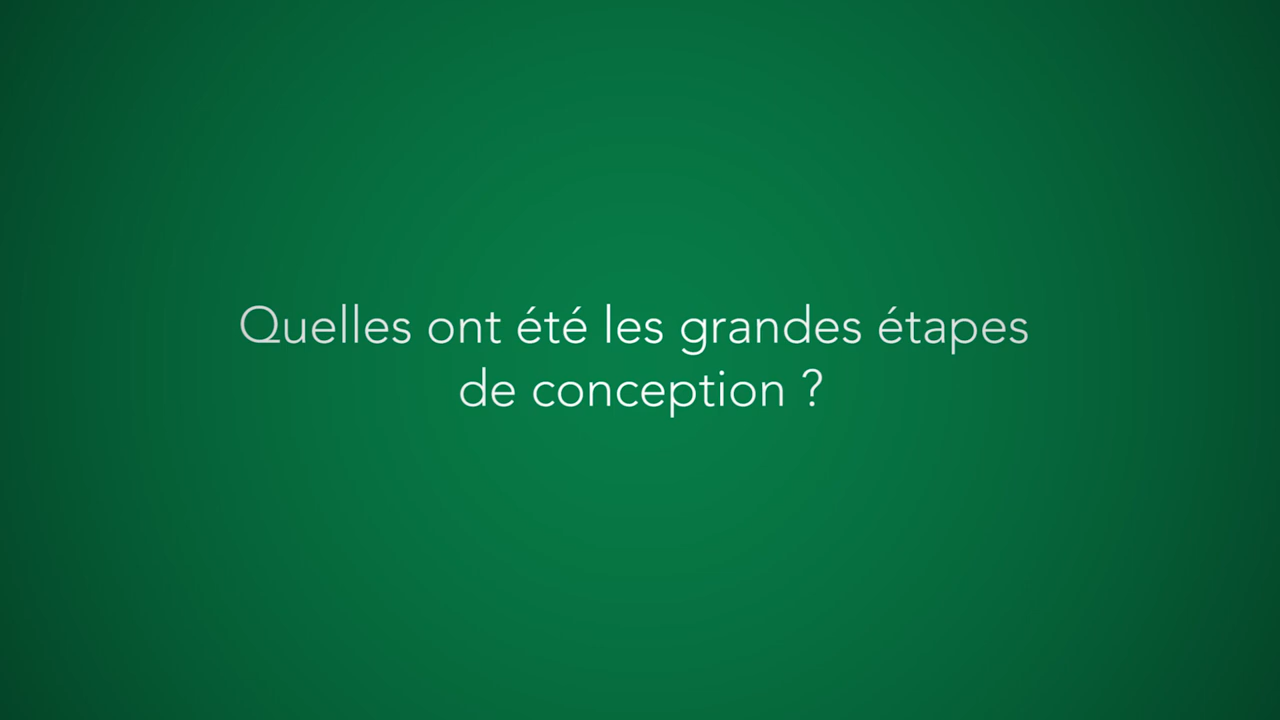 Quelles ont été les grandes étapes
de conception ?